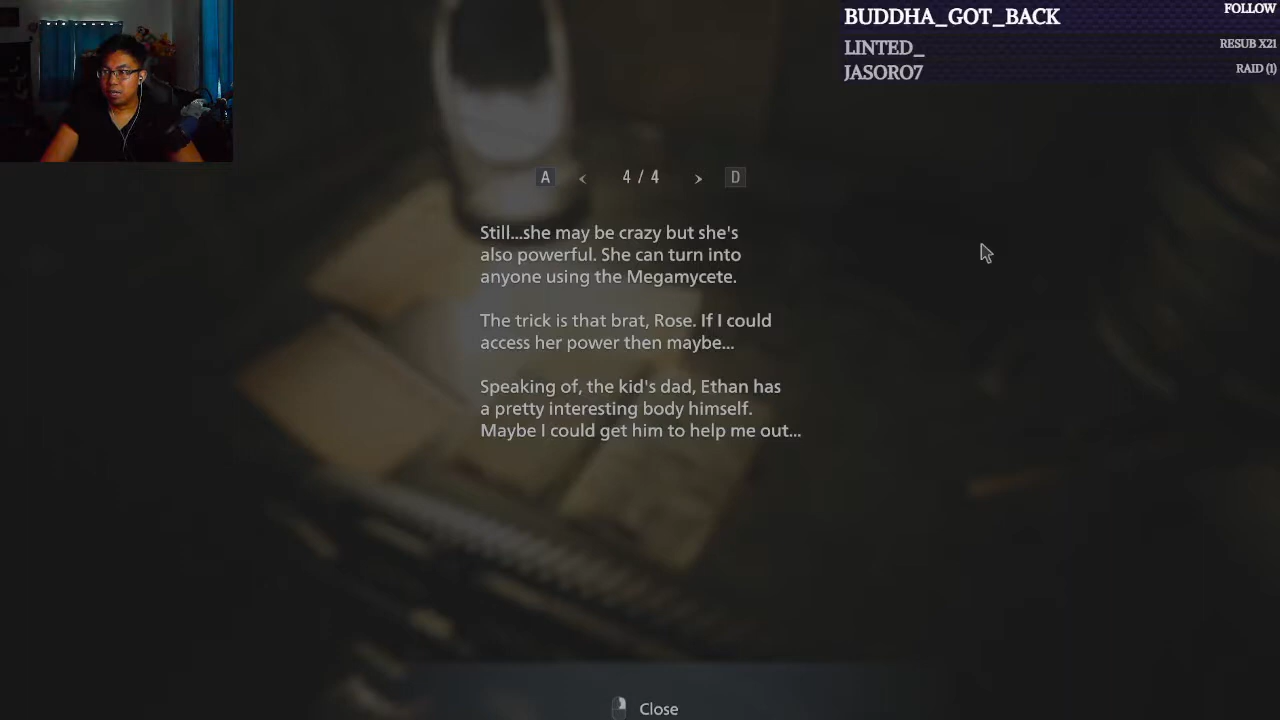 BUDDHA_GOT_BACK
FOLLOW
LINTED_
RESUB X21
JASORO7
RAID (1)
A < 4 / 4 > D
Still...she may be crazy but she's
also powerful. She can turn into
anyone using the Megamycete.
The trick is that brat, Rose. If I could
access her power then maybe...
Speaking of, the kid's dad, Ethan has
a pretty interesting body himself.
Maybe I could get him to help me out...
Close